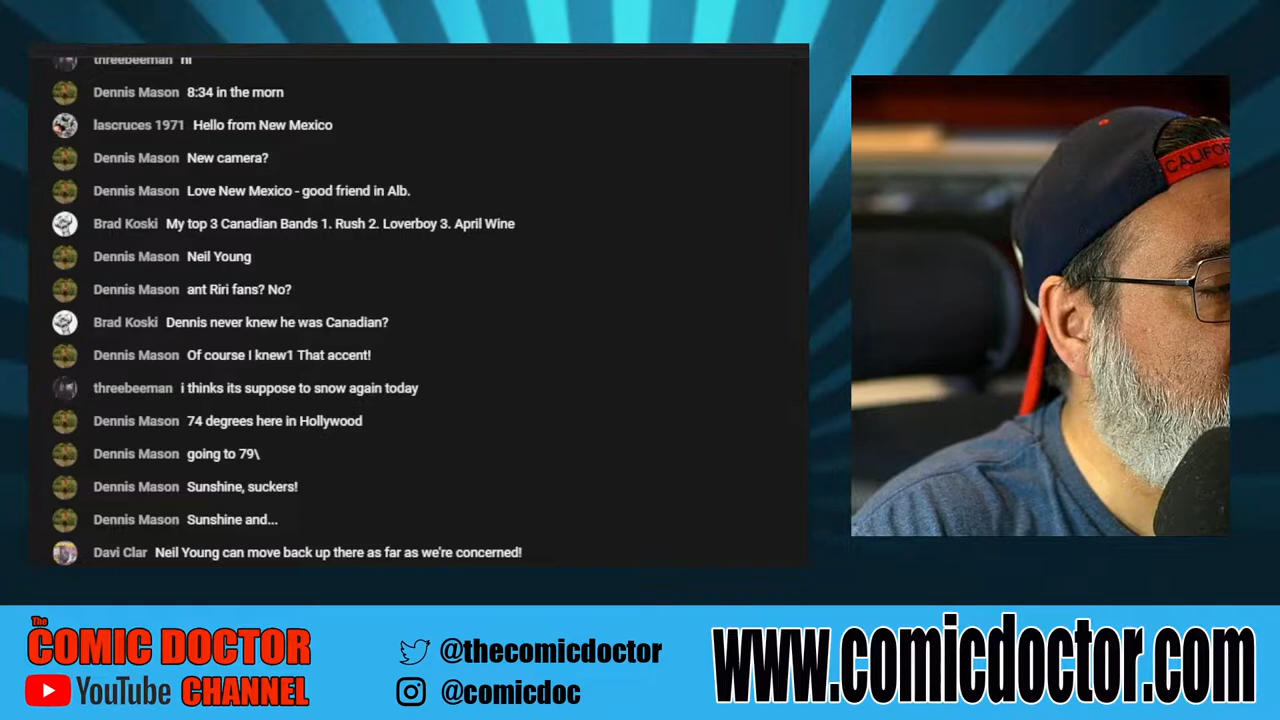 threebeeman hi
Dennis Mason 8:34 in the morn
lascruces 1971 Hello from New Mexico
Dennis Mason New camera?
Dennis Mason Love New Mexico - good friend in Alb.
Brad Koski My top 3 Canadian Bands 1. Rush 2. Loverboy 3. April Wine
Dennis Mason Neil Young
Dennis Mason ant Riri fans? No?
Brad Koski Dennis never knew he was Canadian?
Dennis Mason Of course I knew1 That accent!
threebeeman i thinks its suppose to snow again today
Dennis Mason 74 degrees here in Hollywood
Dennis Mason going to 79\
Dennis Mason Sunshine, suckers!
Dennis Mason Sunshine and...
Davi Clar Neil Young can move back up there as far as we're concerned!
The
COMIC DOCTOR
YouTube CHANNEL
@thecomicdoctor
@comicdoc
www.comicdoctor.com